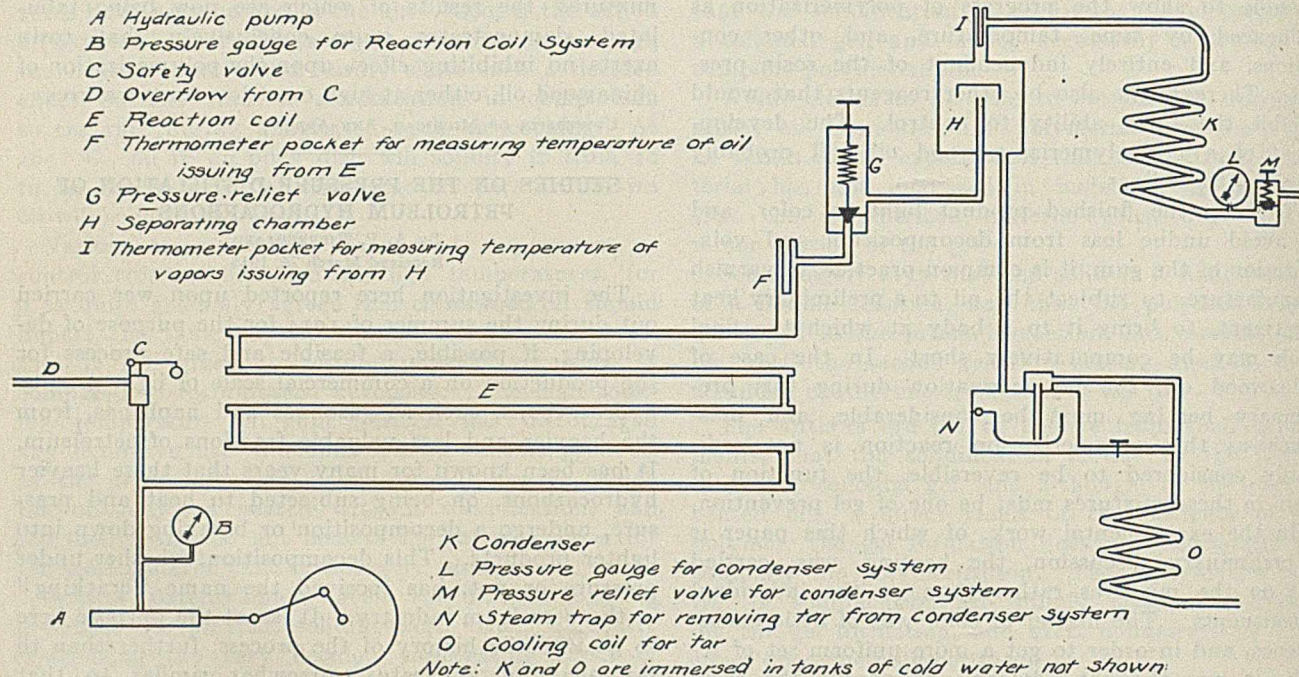 A Hydraulic pump
B Pressure gauge for Reaction Coil System
C Safety valve
D Overflow from C
E Reaction coil
F Thermometer pocket for measuring temperature of oil
issuing from E
G Pressure-relief valve
H Separating chamber
I Thermometer pocket for measuring temperature of
vapors issuing from H
I
K
H
L
M
G
F
C
D
E
N
B
O
A
K Condenser
L Pressure gauge for condenser system
M Pressure relief valve for condenser system
N Steam trap for removing tar from condenser system
O Cooling coil for tar
Note: K and O are immersed in tanks of cold water not shown.